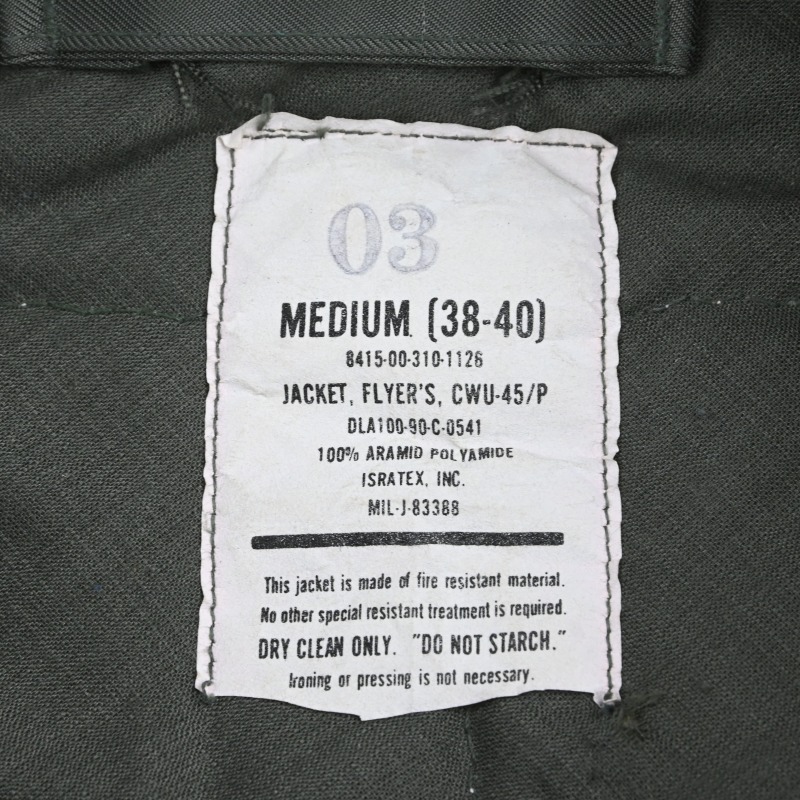 03
MEDIUM (38-40)
8415-00-310-1126
JACKET, FLYER'S, CWU-45/P
DLA100-90-C-0541
100% ARAMID POLYAMIDE
ISRATEX, INC.
MIL-J-83388
This jacket is made of fire resistant material.
No other special resistant treatment is required.
DRY CLEAN ONLY. "DO NOT STARCH."
Ironing or pressing is not necessary.